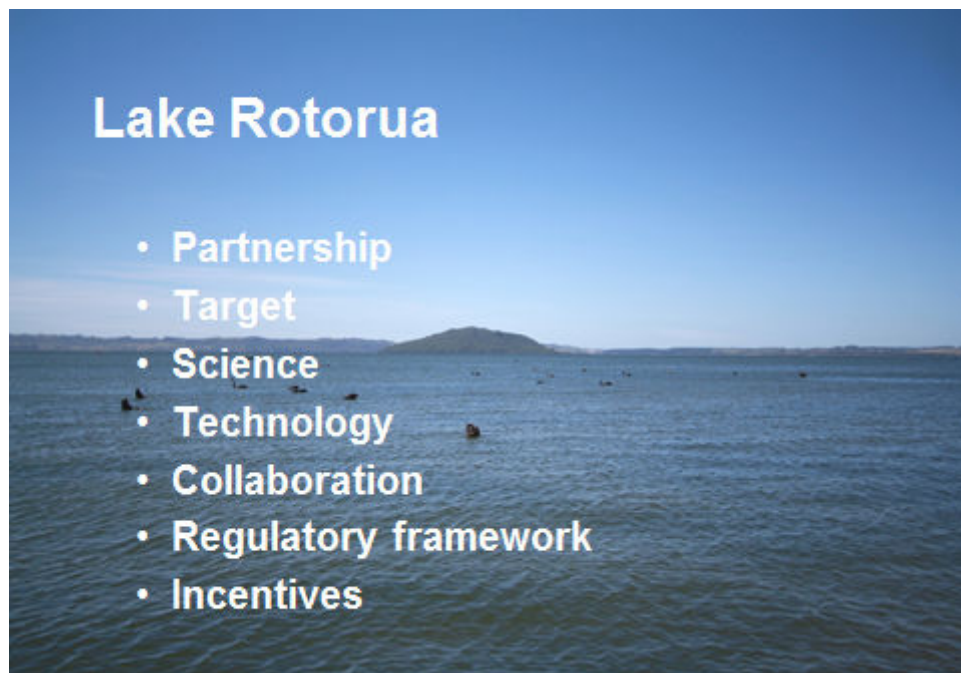 Lake Rotorua
• Partnership
• Target
• Science
• Technology
• Collaboration
• Regulatory framework
• Incentives